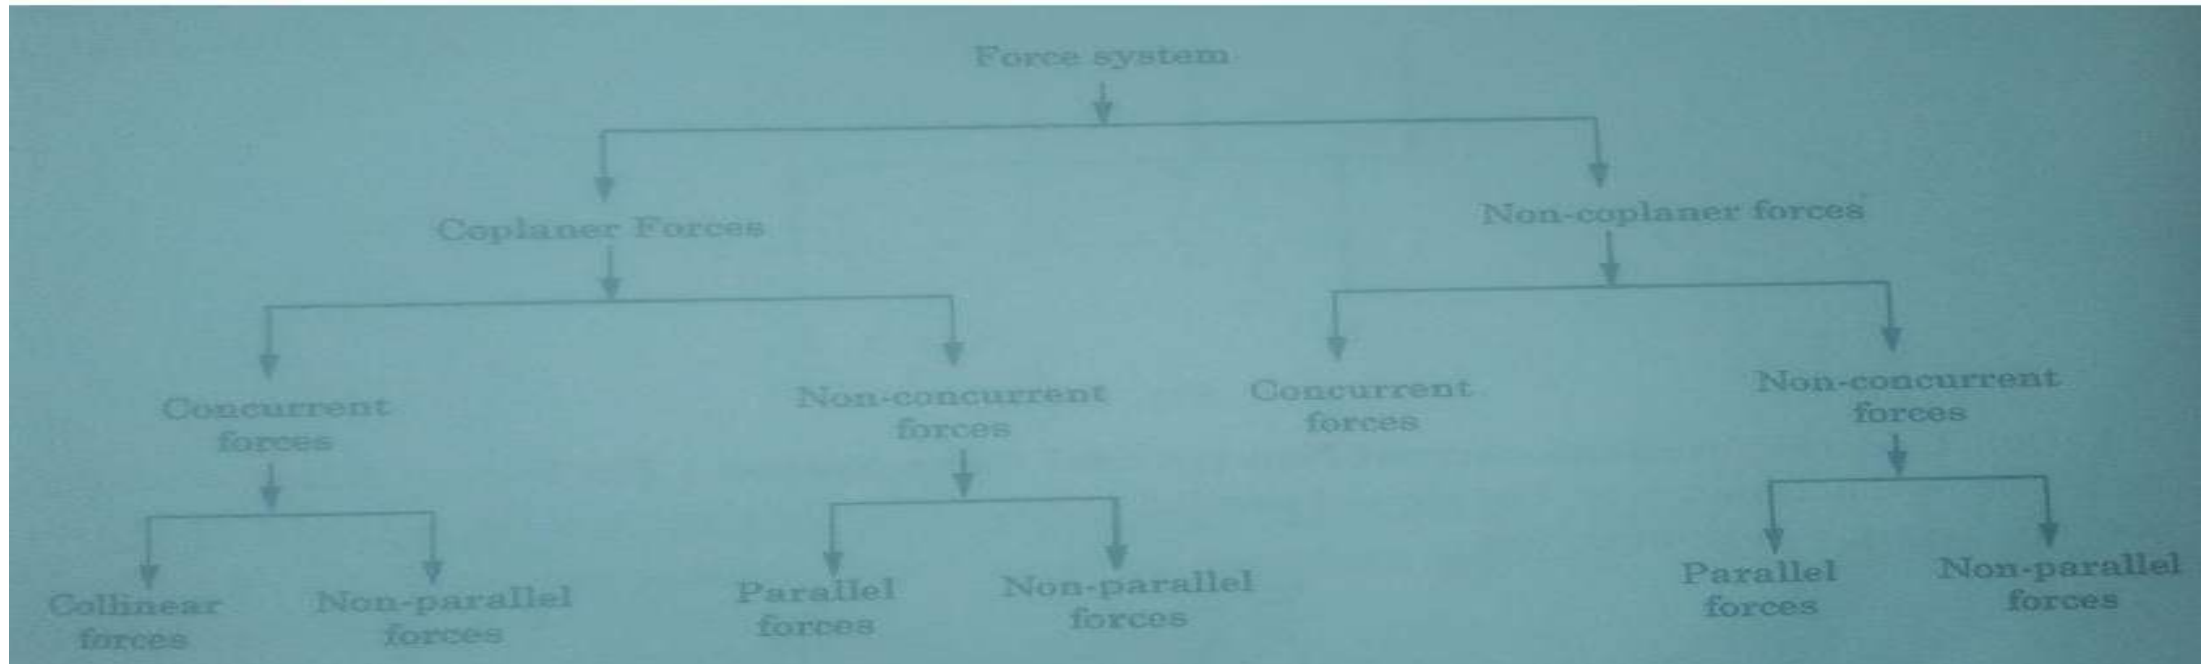 Force system
Coplaner Forces
Non-coplaner forces
Concurrent
forces
Non-concurrent
forces
Concurrent
forces
Non-concurrent
forces
Collinear
forces
Non-parallel
forces
Parallel
forces
Non-parallel
forces
Parallel
forces
Non-parallel
forces